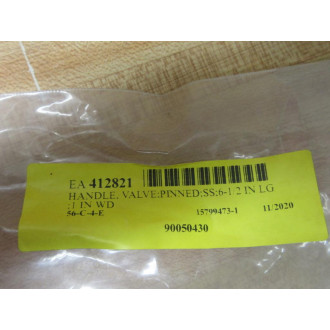 EA 412821
HANDLE, VALVE;PINNED;SS;6-1/2 IN LG
;1 IN WD
56-C-4-E 15799473-1 11/2020
90050430